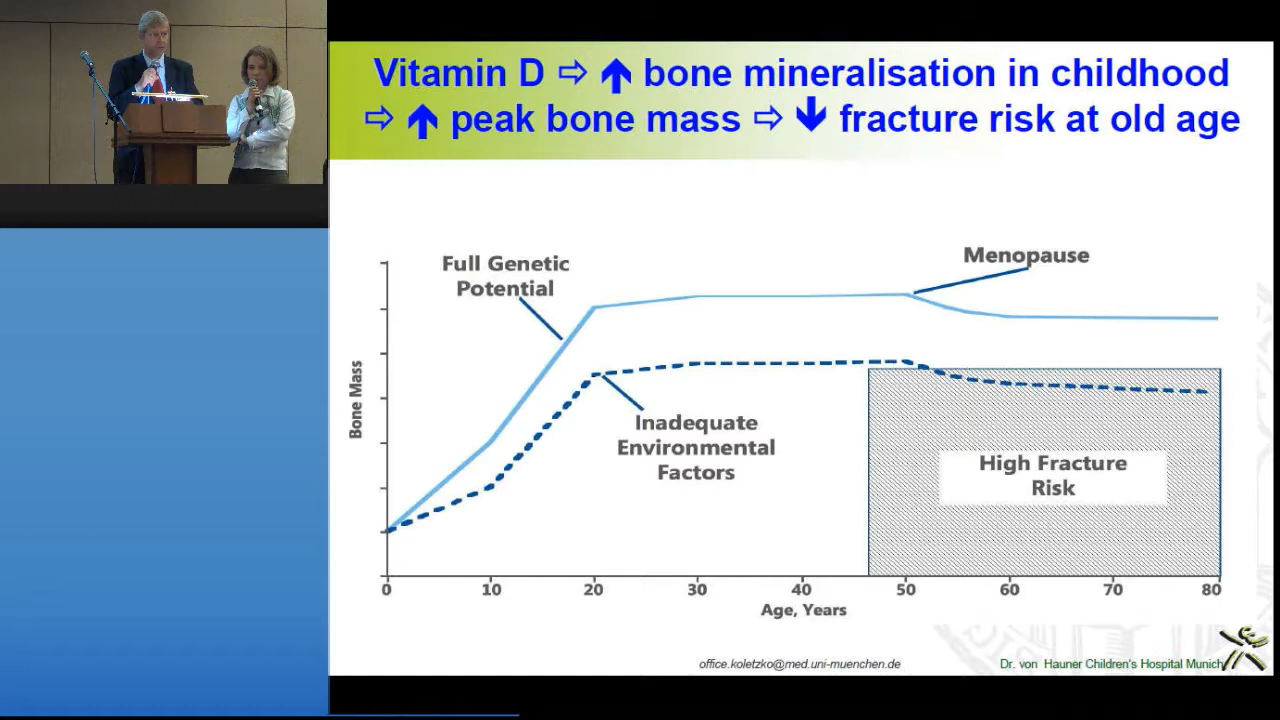 Vitamin D ⇨ 🡹 bone mineralisation in childhood
⇨ 🡹 peak bone mass ⇨ 🡻 fracture risk at old age
Full Genetic
Potential
Menopause
Bone Mass
Inadequate
Environmental
Factors
High Fracture
Risk
0 10 20 30 40 50 60 70 80
Age, Years
office.koletzko@med.uni-muenchen.de
Dr. von Hauner Children's Hospital Munich